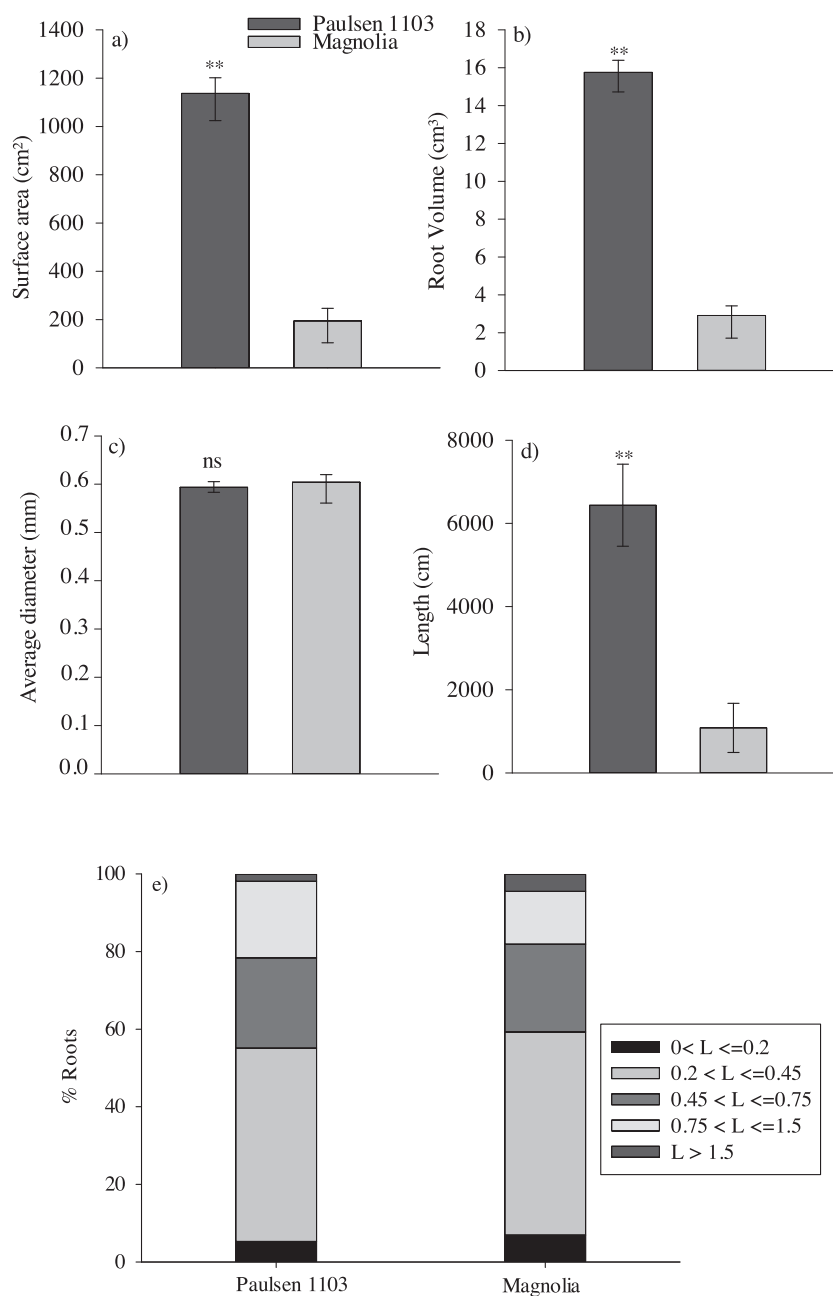 Paulsen 1103
Magnolia
a)
Surface area (cm²)
1400
1200
1000
800
600
400
200
0
**
b)
Root Volume (cm³)
18
16
14
12
10
8
6
4
2
0
**
c)
Average diameter (mm)
0.7
0.6
0.5
0.4
0.3
0.2
0.1
0.0
ns
d)
Length (cm)
8000
6000
4000
2000
0
**
e)
% Roots
100
80
60
40
20
0
Paulsen 1103
Magnolia
0< L <=0.2
0.2 < L <=0.45
0.45 < L <=0.75
0.75 < L <=1.5
L > 1.5